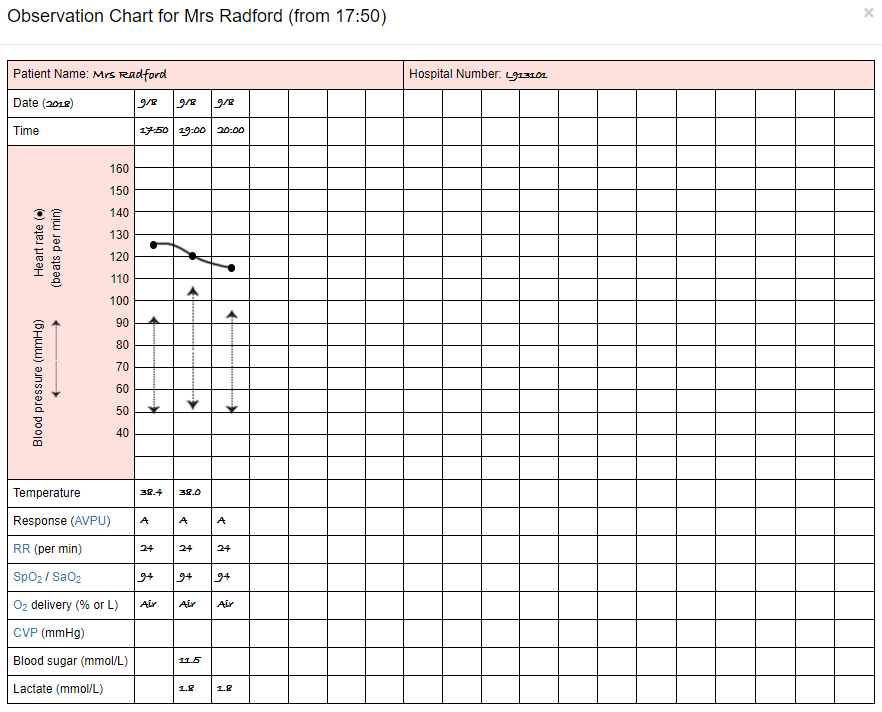 Observation Chart for Mrs Radford (from 17:50)
×
Patient Name: Mrs Radford Hospital Number: L913101
Date (2018) 9/8 9/8 9/8
Time 17:50 19:00 20:00
160
150
140
130
120
110
100
90
80
70
60
50
40
Heart rate (•)
(beats per min)
Blood pressure (mmHg)
Temperature 38.4 38.0
Response (AVPU) A A A
RR (per min) 24 24 24
SpO₂ / SaO₂ 94 94 94
O₂ delivery (% or L) Air Air Air
CVP (mmHg)
Blood sugar (mmol/L) 11.5
Lactate (mmol/L) 1.8 1.8